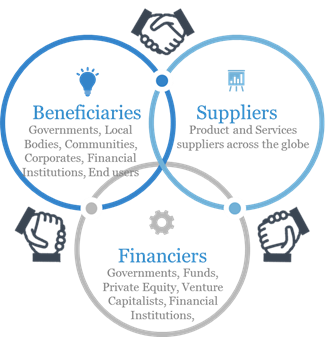 Beneficiaries
Governments, Local
Bodies, Communities,
Corporates, Financial
Institutions, End users
Suppliers
Product and Services
suppliers across the globe
Financiers
Governments, Funds,
Private Equity, Venture
Capitalists, Financial
Institutions,